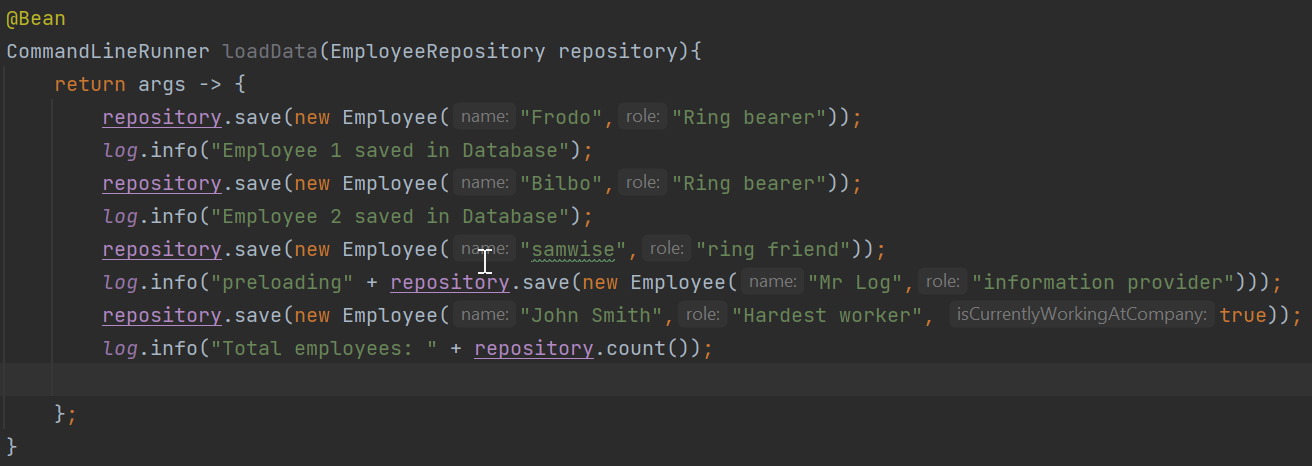 @Bean
CommandLineRunner loadData(EmployeeRepository repository){
return args -> {
repository.save(new Employee( name: "Frodo", role: "Ring bearer"));
log.info("Employee 1 saved in Database");
repository.save(new Employee( name: "Bilbo", role: "Ring bearer"));
log.info("Employee 2 saved in Database");
repository.save(new Employee( name: "samwise", role: "ring friend"));
log.info("preloading" + repository.save(new Employee( name: "Mr Log", role: "information provider")));
repository.save(new Employee( name: "John Smith", role: "Hardest worker", isCurrentlyWorkingAtCompany: true));
log.info("Total employees: " + repository.count());
};
}